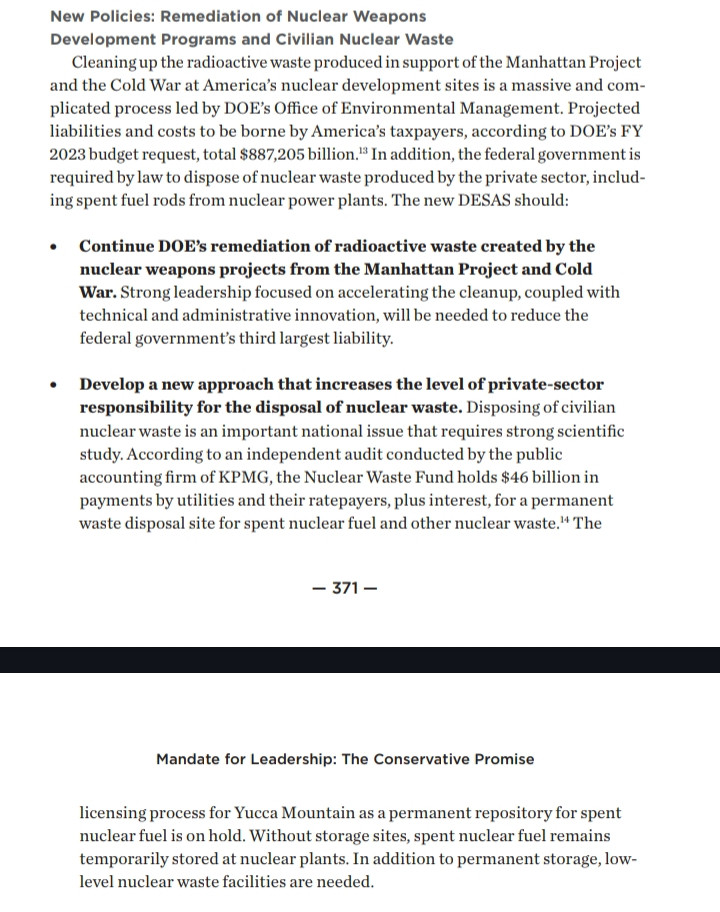 New Policies: Remediation of Nuclear Weapons
Development Programs and Civilian Nuclear Waste
Cleaning up the radioactive waste produced in support of the Manhattan Project
and the Cold War at America’s nuclear development sites is a massive and com-
plicated process led by DOE’s Office of Environmental Management. Projected
liabilities and costs to be borne by America’s taxpayers, according to DOE’s FY
2023 budget request, total $887,205 billion.¹³ In addition, the federal government is
required by law to dispose of nuclear waste produced by the private sector, includ-
ing spent fuel rods from nuclear power plants. The new DESAS should:
• Continue DOE’s remediation of radioactive waste created by the
nuclear weapons projects from the Manhattan Project and Cold
War. Strong leadership focused on accelerating the cleanup, coupled with
technical and administrative innovation, will be needed to reduce the
federal government’s third largest liability.
• Develop a new approach that increases the level of private-sector
responsibility for the disposal of nuclear waste. Disposing of civilian
nuclear waste is an important national issue that requires strong scientific
study. According to an independent audit conducted by the public
accounting firm of KPMG, the Nuclear Waste Fund holds $46 billion in
payments by utilities and their ratepayers, plus interest, for a permanent
waste disposal site for spent nuclear fuel and other nuclear waste.¹⁴ The
— 371 —
Mandate for Leadership: The Conservative Promise
licensing process for Yucca Mountain as a permanent repository for spent
nuclear fuel is on hold. Without storage sites, spent nuclear fuel remains
temporarily stored at nuclear plants. In addition to permanent storage, low-
level nuclear waste facilities are needed.